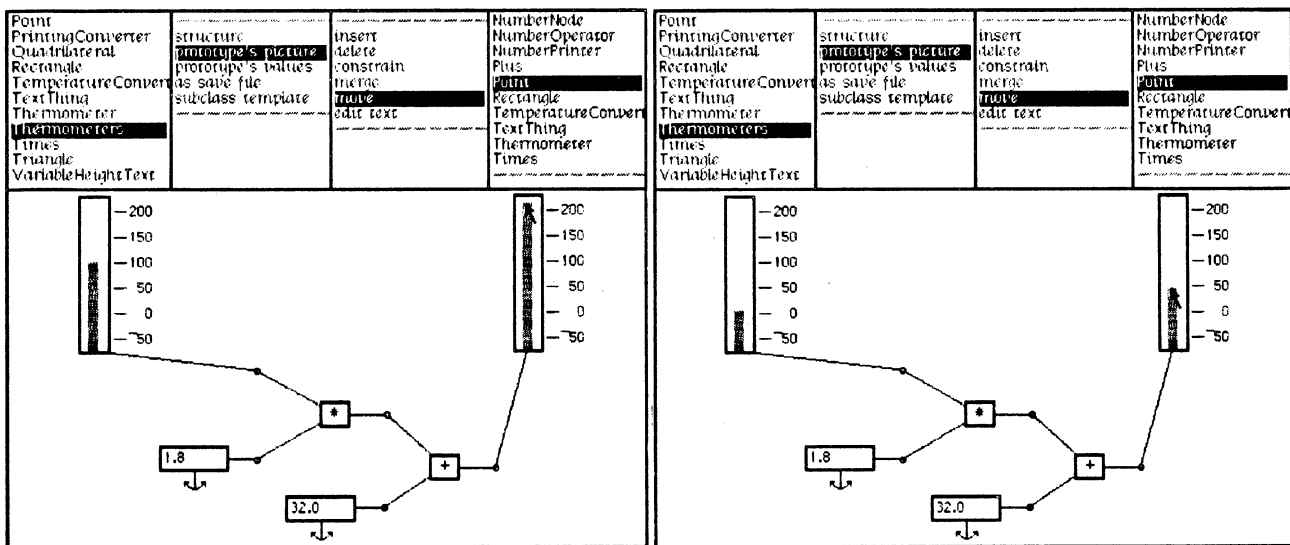 Point
PrintingConverter
Quadrilateral
Rectangle
TemperatureConvert
TextThing
Thermometer
Thermometers
Times
Triangle
VariableHeightText
structure
prototype's picture
prototype's values
as save file
subclass template
insert
delete
constrain
merge
move
edit text
NumberNode
NumberOperator
NumberPrinter
Plus
Point
Rectangle
TemperatureConvert
TextThing
Thermometer
Times
200
150
100
50
0
‾50
200
150
100
50
0
‾50
*
1.8
+
32.0
Point
PrintingConverter
Quadrilateral
Rectangle
TemperatureConvert
TextThing
Thermometer
Thermometers
Times
Triangle
VariableHeightText
structure
prototype's picture
prototype's values
as save file
subclass template
insert
delete
constrain
merge
move
edit text
NumberNode
NumberOperator
NumberPrinter
Plus
Point
Rectangle
TemperatureConvert
TextThing
Thermometer
Times
200
150
100
50
0
‾50
200
150
100
50
0
‾50
*
1.8
+
32.0